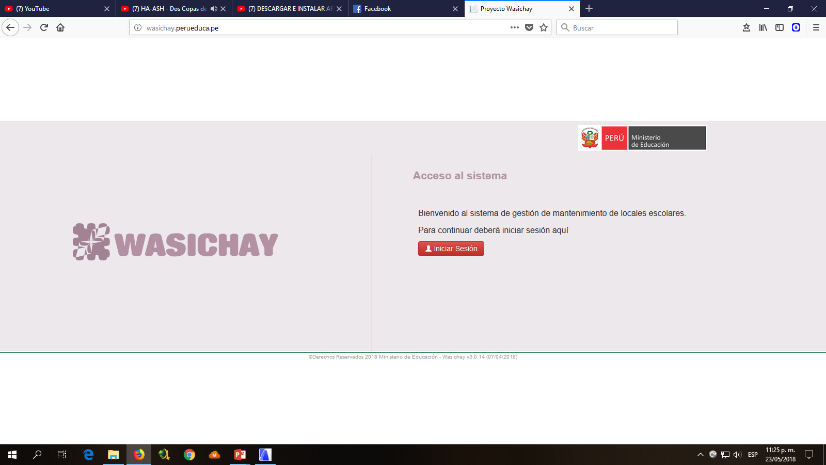 (7) YouTube
(7) HA-ASH - Dos Copas de
(7) DESCARGAR E INSTALAR A
Facebook
Proyecto Wasichay
wasichay.perueduca.pe
Buscar
PERÚ
Ministerio
de Educación
Acceso al sistema
Bienvenido al sistema de gestión de mantenimiento de locales escolares.
Para continuar deberá iniciar sesión aquí
WASICHAY
Iniciar Sesión
©Derechos Reservados 2018 Ministerio de Educación - Wasichay v3.0.14 (07/04/2018)
ESP
11:25 p. m.
23/05/2018